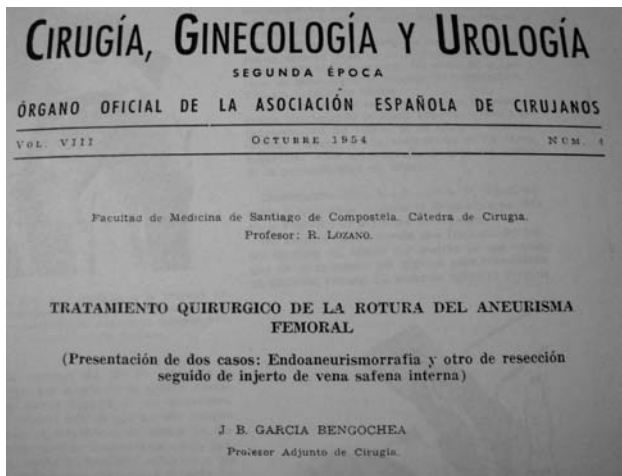 CIRUGÍA, GINECOLOGÍA Y UROLOGÍA
SEGUNDA ÉPOCA
ÓRGANO OFICIAL DE LA ASOCIACIÓN ESPAÑOLA DE CIRUJANOS
VOL. VIII OCTUBRE 1954 NUM. 4
Facultad de Medicina de Santiago de Compostela. Cátedra de Cirugía.
Profesor: R. LOZANO.
TRATAMIENTO QUIRURGICO DE LA ROTURA DEL ANEURISMA
FEMORAL
(Presentación de dos casos: Endoaneurismorrafia y otro de resección
seguido de injerto de vena safena interna)
J B. GARCIA BENGOCHEA
Profesor Adjunto de Cirugía.